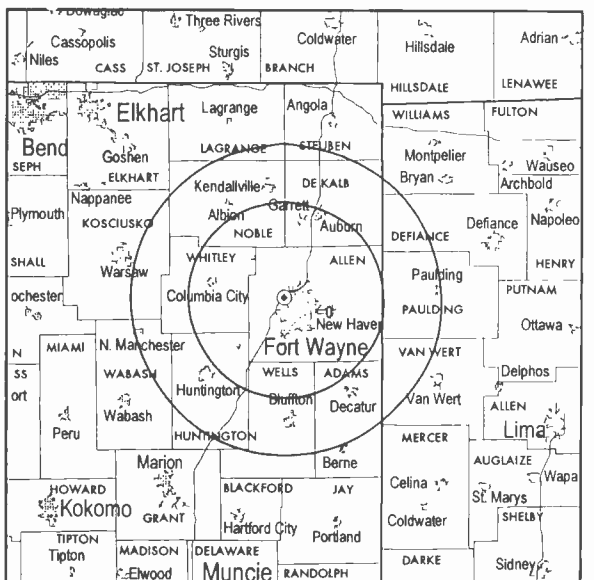 Dowagiac
Three Rivers
Cassopolis
Sturgis
Coldwater
Hillsdale
Adrian
Niles
CASS
ST. JOSEPH
BRANCH
HILLSDALE
LENAWEE
Elkhart
Lagrange
Angola
WILLIAMS
FULTON
Bend
Goshen
LAGRANGE
STEUBEN
Montpelier
Wauseo
SEPH
ELKHART
Kendallville
DE KALB
Bryan
Archbold
Nappanee
Plymouth
KOSCIUSKO
Albion
Garrett
Auburn
Defiance
Napoleo
NOBLE
DEFIANCE
SHALL
Warsaw
WHITLEY
ALLEN
HENRY
Paulding
ochester
Columbia City
PUTNAM
PAULDING
New Haven
Ottawa
N
MIAMI
N. Manchester
Fort Wayne
VAN WERT
SS
WABASH
WELLS
ADAMS
Delphos
ort
Huntington
Bluffton
Decatur
Van Wert
ALLEN
Wabash
Peru
HUNTINGTON
MERCER
Lima
Marion
Berne
AUGLAIZE
Wapa
HOWARD
BLACKFORD
JAY
Celina
St. Marys
Kokomo
GRANT
Hartford City
Portland
Coldwater
SHELBY
TIPTON
Tipton
MADISON
DELAWARE
DARKE
Sidney
Elwood
Muncie
RANDOLPH